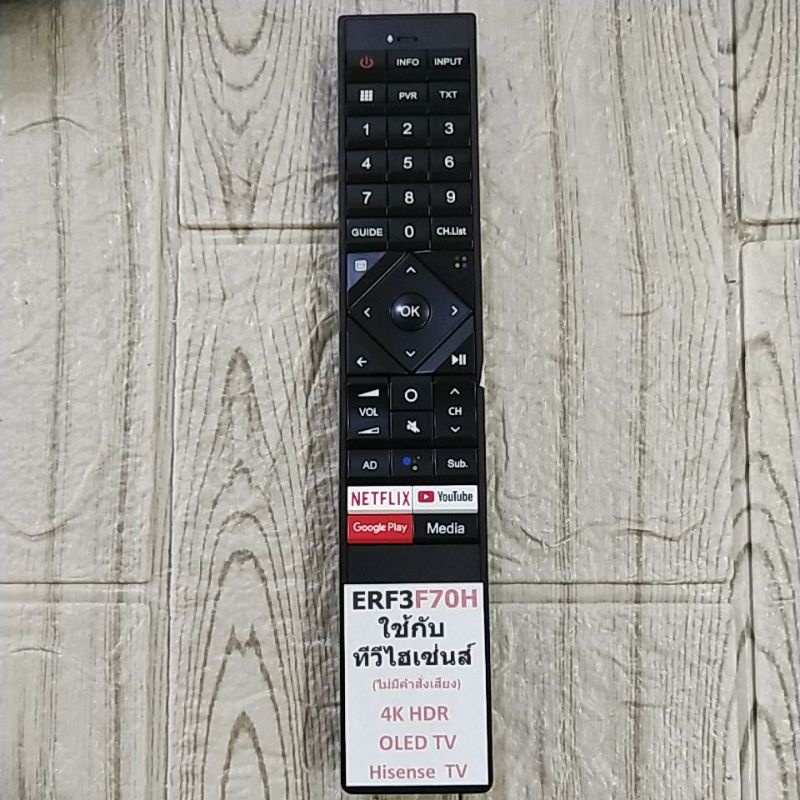 INFO INPUT
PVR TXT
1 2 3
4 5 6
7 8 9
GUIDE 0 CH.List
OK
VOL CH
AD Sub.
NETFLIX YouTube
Google Play Media
ERF3F70H
ใช้กับ
ทีวีไฮเซ่นส์
(ไม่มีคำสั่งเสียง)
4K HDR
OLED TV
Hisense TV